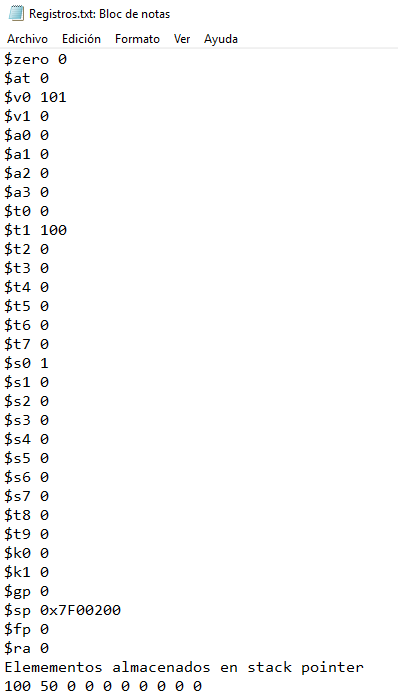 Registros.txt: Bloc de notas
Archivo Edición Formato Ver Ayuda
$zero 0
$at 0
$v0 101
$v1 0
$a0 0
$a1 0
$a2 0
$a3 0
$t0 0
$t1 100
$t2 0
$t3 0
$t4 0
$t5 0
$t6 0
$t7 0
$s0 1
$s1 0
$s2 0
$s3 0
$s4 0
$s5 0
$s6 0
$s7 0
$t8 0
$t9 0
$k0 0
$k1 0
$gp 0
$sp 0x7F00200
$fp 0
$ra 0
Elemementos almacenados en stack pointer
100 50 0 0 0 0 0 0 0 0